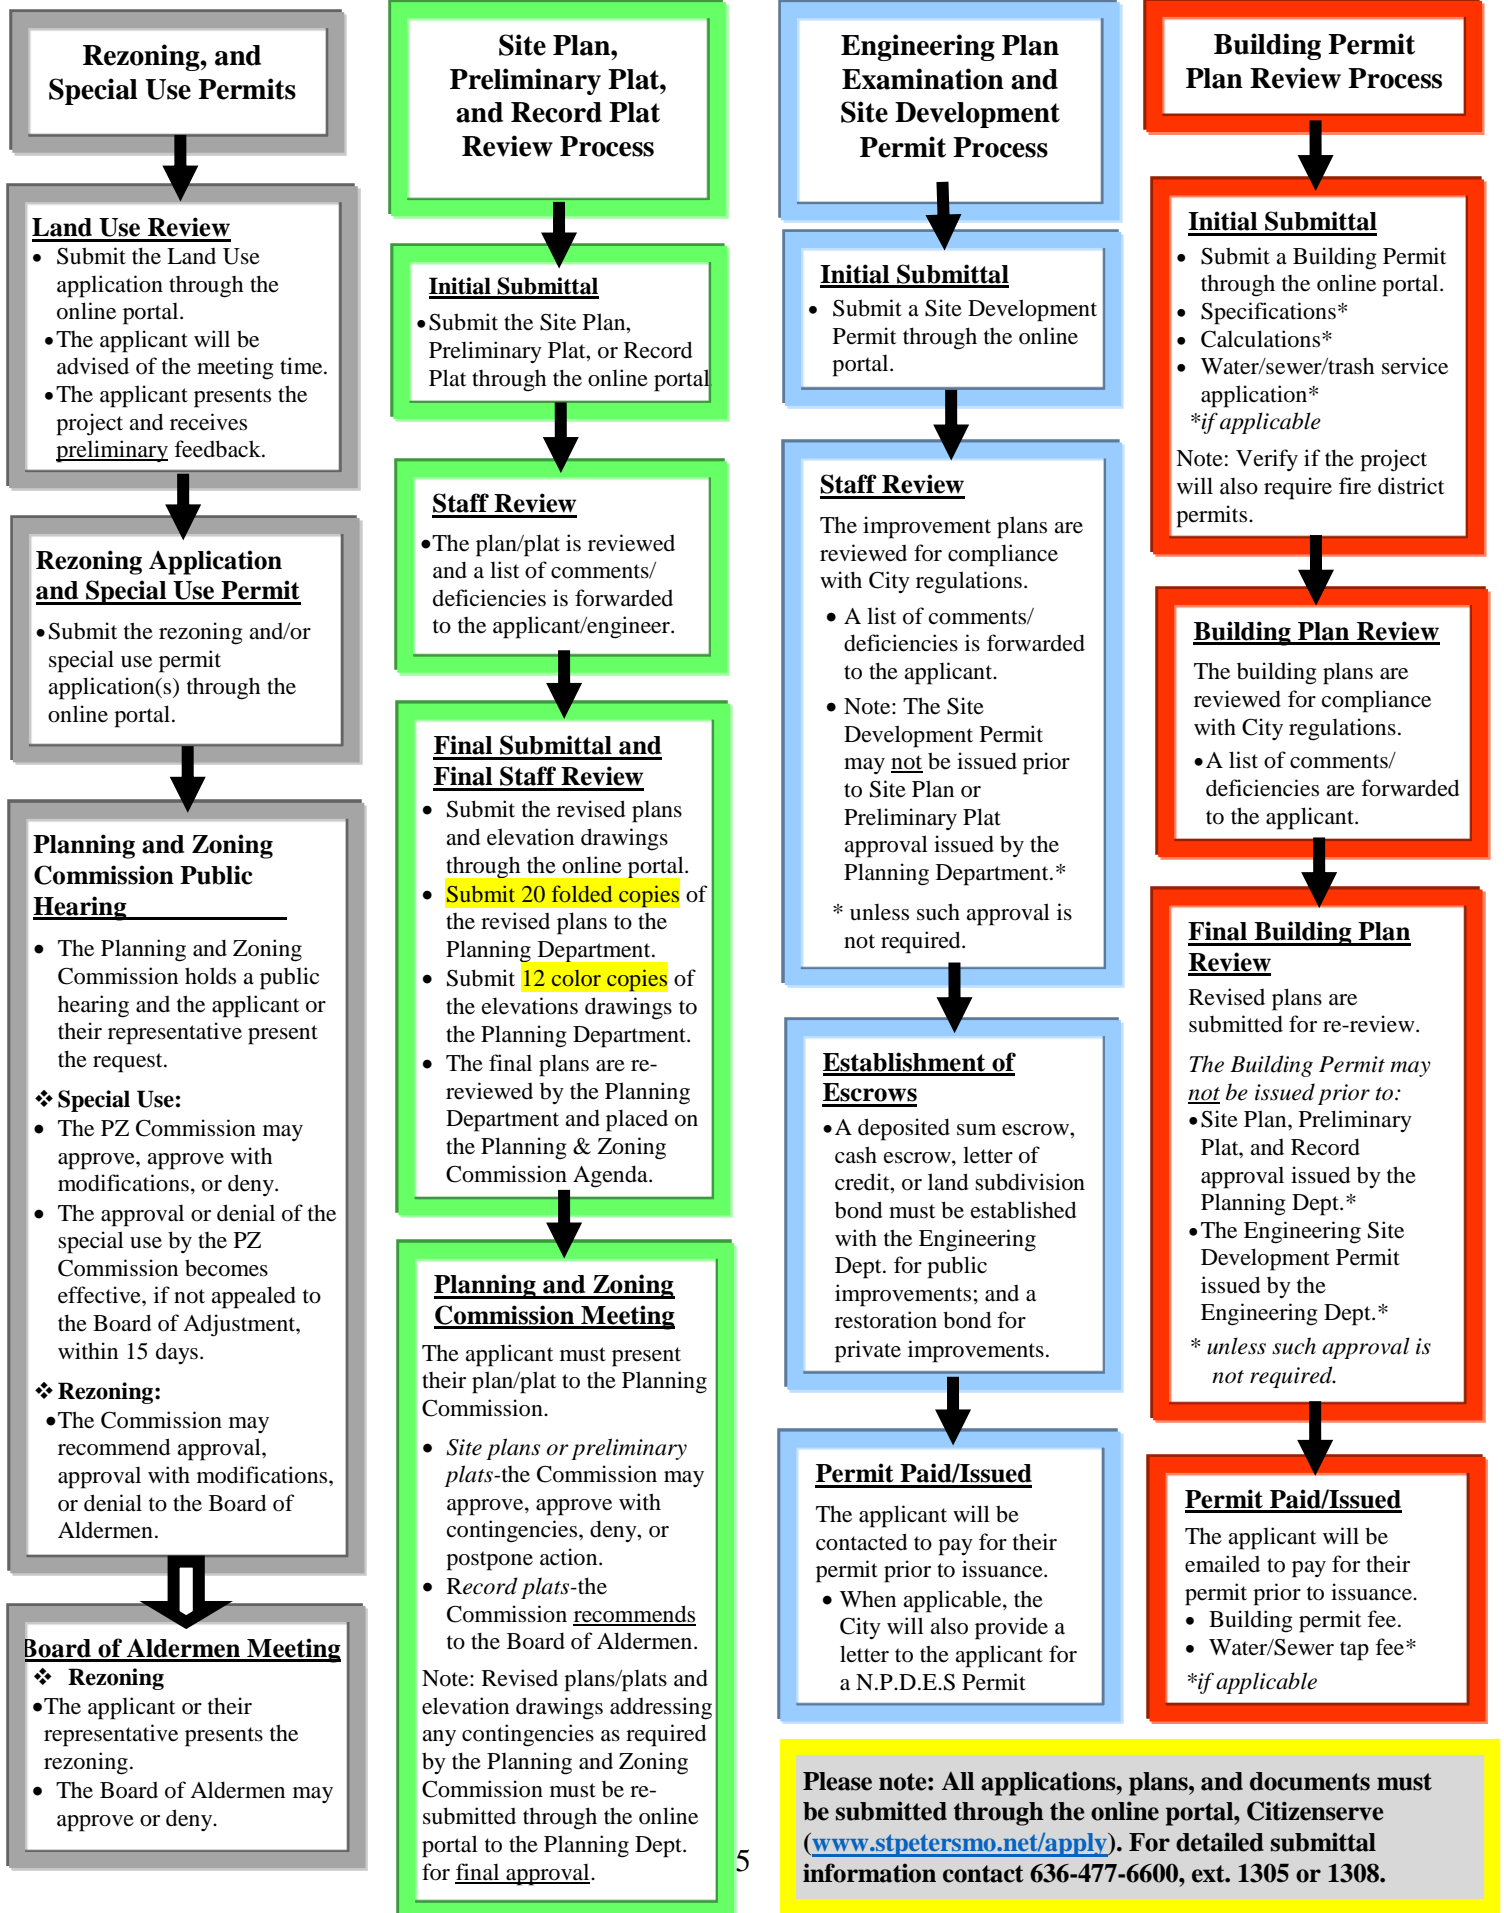 Rezoning, and
Special Use Permits
Land Use Review
• Submit the Land Use
application through the
online portal.
• The applicant will be
advised of the meeting time.
• The applicant presents the
project and receives
preliminary feedback.
Rezoning Application
and Special Use Permit
• Submit the rezoning and/or
special use permit
application(s) through the
online portal.
Planning and Zoning
Commission Public
Hearing
• The Planning and Zoning
Commission holds a public
hearing and the applicant or
their representative present
the request.
❖ Special Use:
• The PZ Commission may
approve, approve with
modifications, or deny.
• The approval or denial of the
special use by the PZ
Commission becomes
effective, if not appealed to
the Board of Adjustment,
within 15 days.
❖ Rezoning:
• The Commission may
recommend approval,
approval with modifications,
or denial to the Board of
Aldermen.
Board of Aldermen Meeting
❖ Rezoning
• The applicant or their
representative presents the
rezoning.
• The Board of Aldermen may
approve or deny.
Site Plan,
Preliminary Plat,
and Record Plat
Review Process
Initial Submittal
• Submit the Site Plan,
Preliminary Plat, or Record
Plat through the online portal
Staff Review
• The plan/plat is reviewed
and a list of comments/
deficiencies is forwarded
to the applicant/engineer.
Final Submittal and
Final Staff Review
• Submit the revised plans
and elevation drawings
through the online portal.
• Submit 20 folded copies of
the revised plans to the
Planning Department.
• Submit 12 color copies of
the elevations drawings to
the Planning Department.
• The final plans are re-
reviewed by the Planning
Department and placed on
the Planning & Zoning
Commission Agenda.
Planning and Zoning
Commission Meeting
The applicant must present
their plan/plat to the Planning
Commission.
• Site plans or preliminary
plats-the Commission may
approve, approve with
contingencies, deny, or
postpone action.
• Record plats-the
Commission recommends
to the Board of Aldermen.
Note: Revised plans/plats and
elevation drawings addressing
any contingencies as required
by the Planning and Zoning
Commission must be re-
submitted through the online
portal to the Planning Dept.
for final approval.
5
Engineering Plan
Examination and
Site Development
Permit Process
Initial Submittal
• Submit a Site Development
Permit through the online
portal.
Staff Review
The improvement plans are
reviewed for compliance
with City regulations.
• A list of comments/
deficiencies is forwarded
to the applicant.
• Note: The Site
Development Permit
may not be issued prior
to Site Plan or
Preliminary Plat
approval issued by the
Planning Department.*
* unless such approval is
not required.
Establishment of
Escrows
• A deposited sum escrow,
cash escrow, letter of
credit, or land subdivision
bond must be established
with the Engineering
Dept. for public
improvements; and a
restoration bond for
private improvements.
Permit Paid/Issued
The applicant will be
contacted to pay for their
permit prior to issuance.
• When applicable, the
City will also provide a
letter to the applicant for
a N.P.D.E.S Permit
Building Permit
Plan Review Process
Initial Submittal
• Submit a Building Permit
through the online portal.
• Specifications*
• Calculations*
• Water/sewer/trash service
application*
*if applicable
Note: Verify if the project
will also require fire district
permits.
Building Plan Review
The building plans are
reviewed for compliance
with City regulations.
• A list of comments/
deficiencies are forwarded
to the applicant.
Final Building Plan
Review
Revised plans are
submitted for re-review.
The Building Permit may
not be issued prior to:
• Site Plan, Preliminary
Plat, and Record
approval issued by the
Planning Dept.*
• The Engineering Site
Development Permit
issued by the
Engineering Dept.*
* unless such approval is
not required.
Permit Paid/Issued
The applicant will be
emailed to pay for their
permit prior to issuance.
• Building permit fee.
• Water/Sewer tap fee*
*if applicable
Please note: All applications, plans, and documents must
be submitted through the online portal, Citizenserve
(www.stpetersmo.net/apply). For detailed submittal
information contact 636-477-6600, ext. 1305 or 1308.